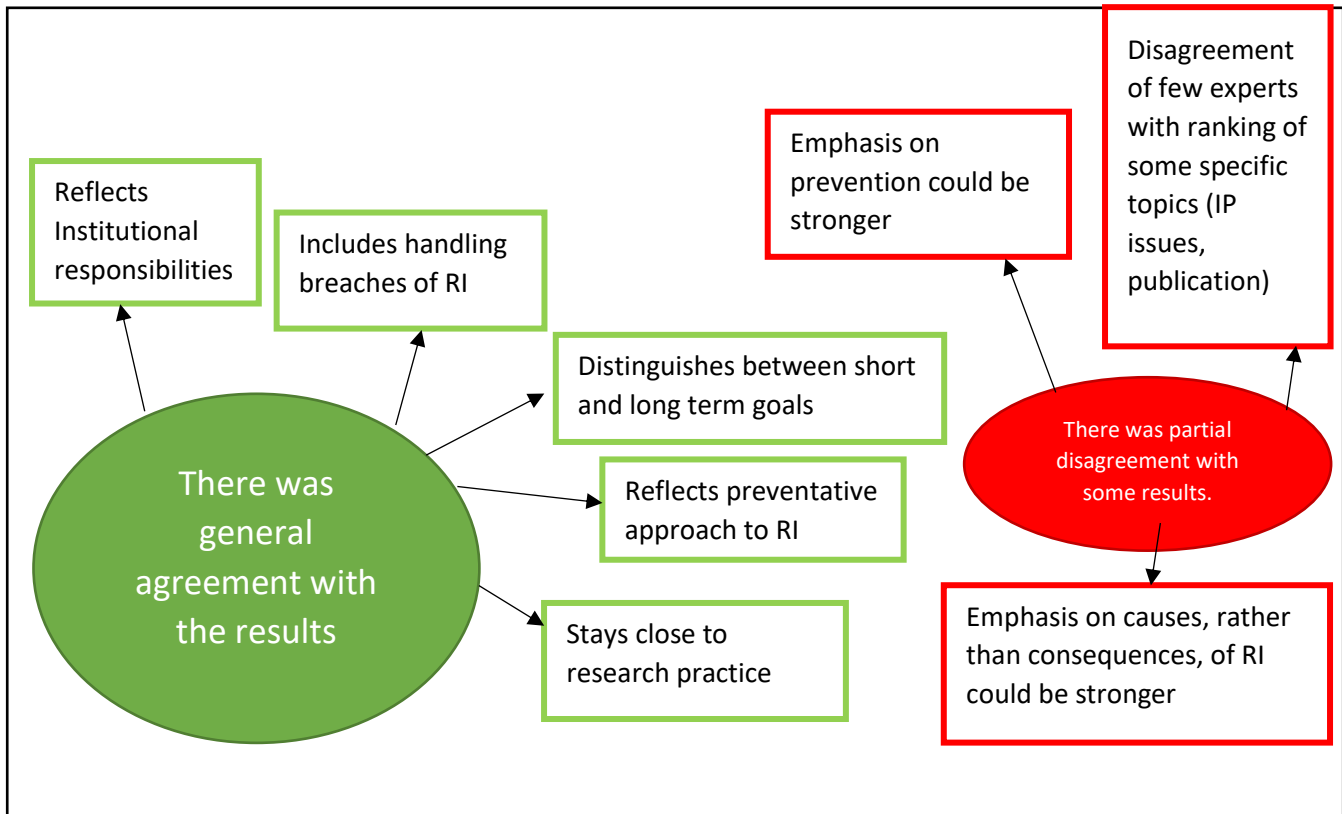 Reflects
Institutional
responsibilities
Includes handling
breaches of RI
Distinguishes between short
and long term goals
Reflects preventative
approach to RI
Stays close to
research practice
There was
general
agreement with
the results
Emphasis on
prevention could be
stronger
Disagreement
of few experts
with ranking of
some specific
topics (IP
issues,
publication)
There was partial
disagreement with
some results.
Emphasis on causes, rather
than consequences, of RI
could be stronger